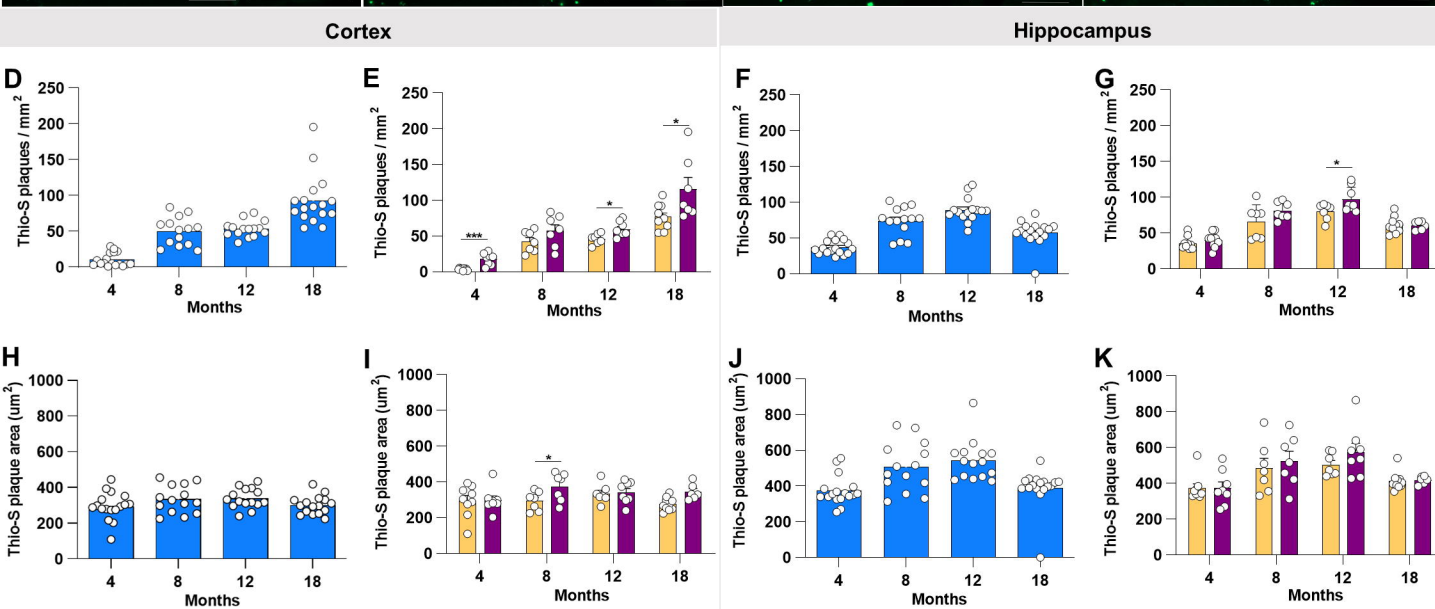 Cortex
Hippocampus
D
Thio-S plaques / mm²
250
200
150
100
50
0
4 8 12 18
Months
E
Thio-S plaques / mm²
250
200
150
100
50
0
***
*
*
4 8 12 18
Months
F
Thio-S plaques / mm²
250
200
150
100
50
0
4 8 12 18
Months
G
Thio-S plaques / mm²
250
200
150
100
50
0
*
4 8 12 18
Months
H
Thio-S plaque area (um²)
1000
800
600
400
200
0
4 8 12 18
Months
I
Thio-S plaque area (um²)
1000
800
600
400
200
0
*
4 8 12 18
Months
J
Thio-S plaque area (um²)
1000
800
600
400
200
0
4 8 12 18
Months
K
Thio-S plaque area (um²)
1000
800
600
400
200
0
4 8 12 18
Months